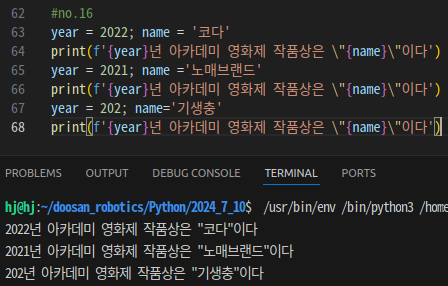 62 #no.16
63 year = 2022; name = '코다'
64 print(f'{year}년 아카데미 영화제 작품상은 \"{name}\"이다')
65 year = 2021; name ='노매브랜드'
66 print(f'{year}년 아카데미 영화제 작품상은 \"{name}\"이다')
67 year = 202; name='기생충'
68 print(f'{year}년 아카데미 영화제 작품상은 \"{name}\"이다')
PROBLEMS OUTPUT DEBUG CONSOLE TERMINAL PORTS
hj@hj:~/doosan_robotics/Python/2024_7_10$ /usr/bin/env /bin/python3 /home
2022년 아카데미 영화제 작품상은 "코다"이다
2021년 아카데미 영화제 작품상은 "노매브랜드"이다
202년 아카데미 영화제 작품상은 "기생충"이다